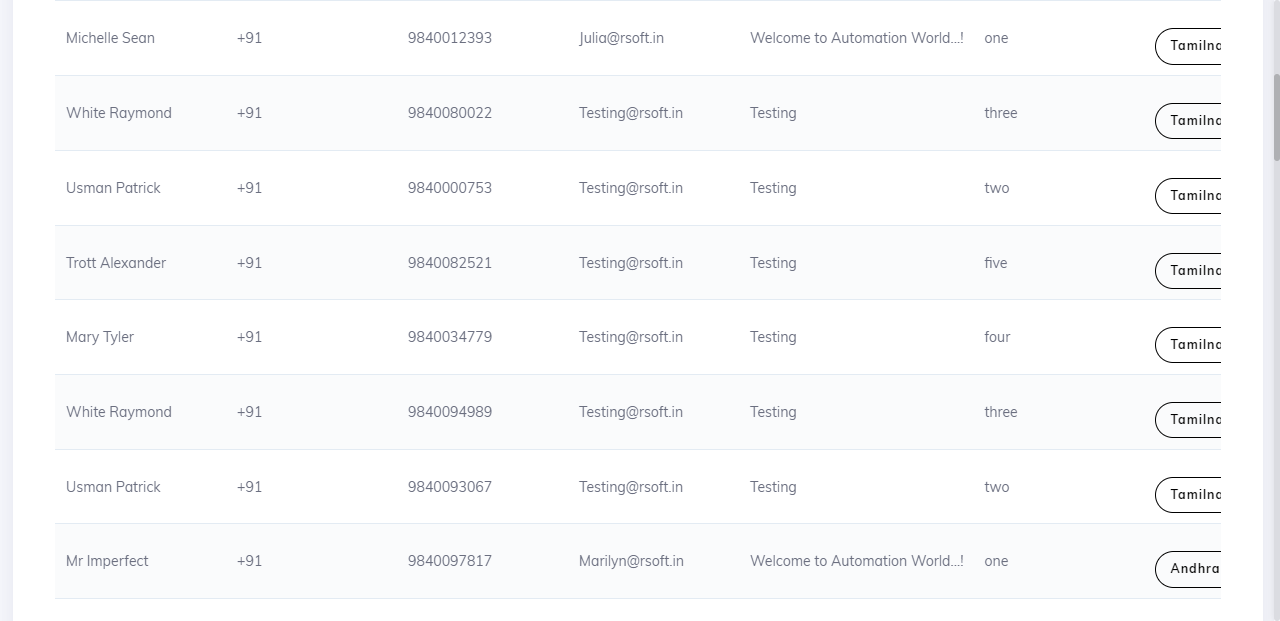 Michelle Sean +91 9840012393 Julia@rsoft.in Welcome to Automation World...! one Tamilna
White Raymond +91 9840080022 Testing@rsoft.in Testing three Tamilna
Usman Patrick +91 9840000753 Testing@rsoft.in Testing two Tamilna
Trott Alexander +91 9840082521 Testing@rsoft.in Testing five Tamilna
Mary Tyler +91 9840034779 Testing@rsoft.in Testing four Tamilna
White Raymond +91 9840094989 Testing@rsoft.in Testing three Tamilna
Usman Patrick +91 9840093067 Testing@rsoft.in Testing two Tamilna
Mr Imperfect +91 9840097817 Marilyn@rsoft.in Welcome to Automation World...! one Andhra